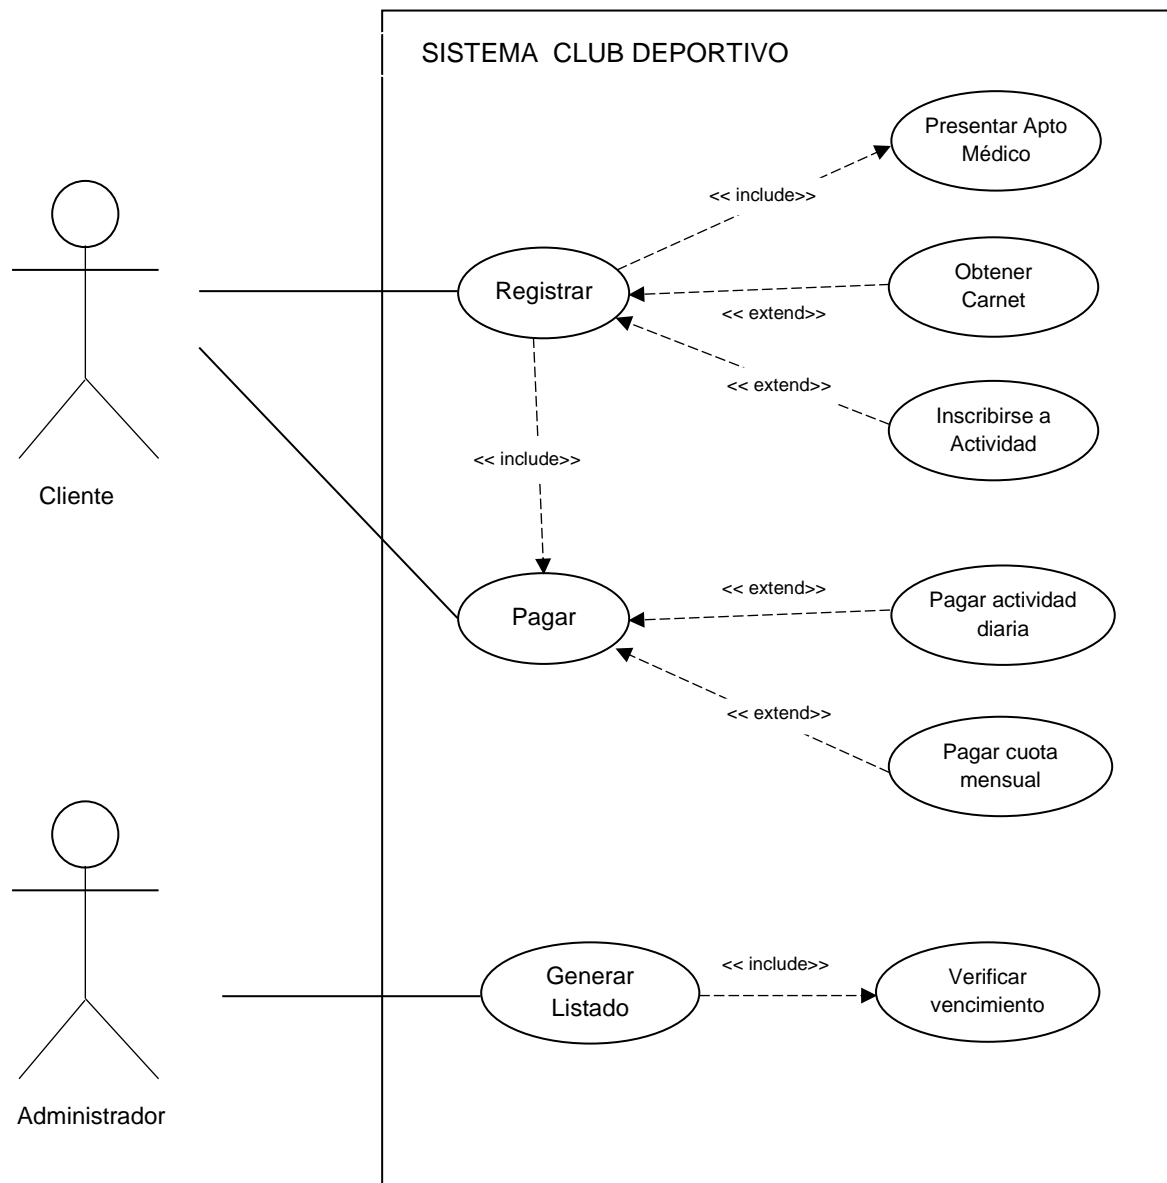 SISTEMA CLUB DEPORTIVO
Presentar Apto
Médico
<< include>>
Registrar
Obtener
Carnet
<< extend>>
<< extend>>
Inscribirse a
Actividad
<< include>>
Cliente
Pagar
<< extend>>
Pagar actividad
diaria
<< extend>>
Pagar cuota
mensual
Generar
Listado
<< include>>
Verificar
vencimiento
Administrador